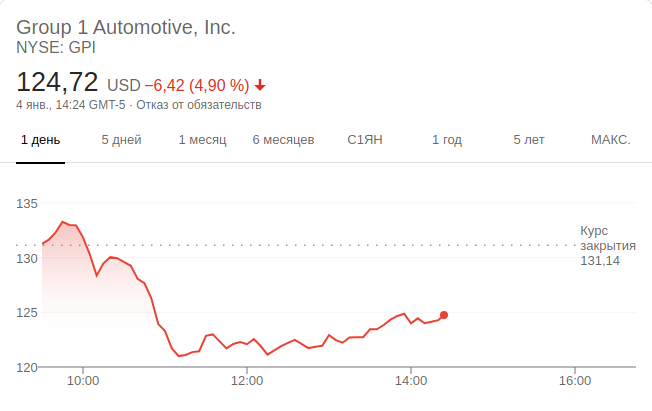 Group 1 Automotive, Inc.
NYSE: GPI
124,72 USD −6,42 (4,90 %)
4 янв., 14:24 GMT-5 · Отказ от обязательств
1 день 5 дней 1 месяц 6 месяцев С1ЯН 1 год 5 лет МАКС.
135
Курс
закрытия
131,14
130
125
120
10:00 12:00 14:00 16:00